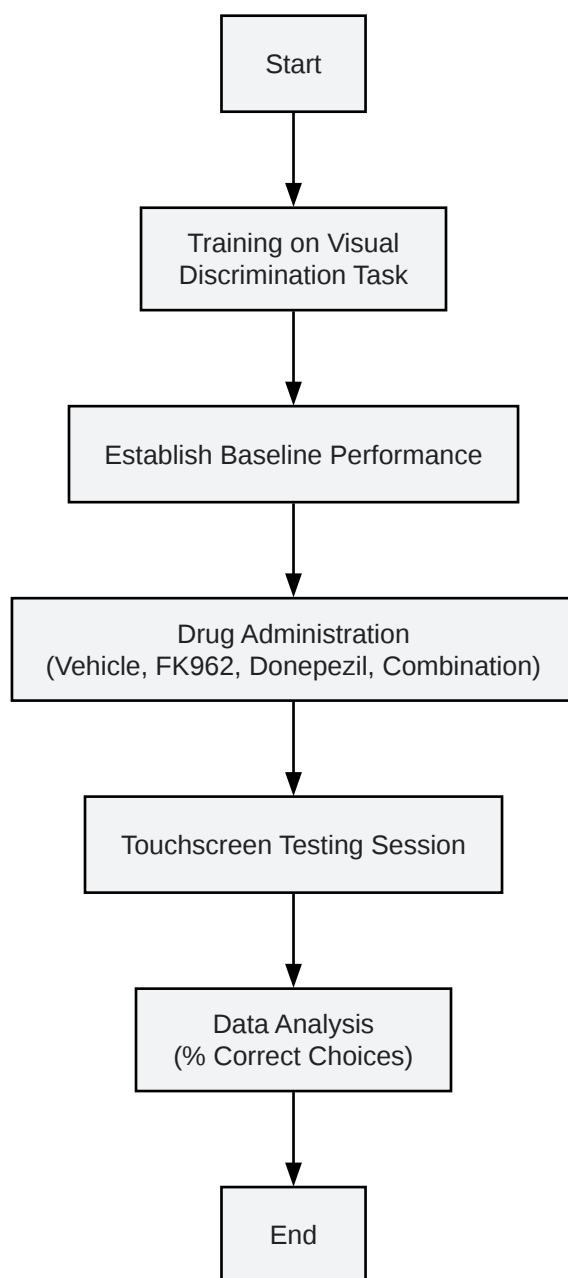 Start
Training on Visual
Discrimination Task
Establish Baseline Performance
Drug Administration
(Vehicle, FK962, Donepezil, Combination)
Touchscreen Testing Session
Data Analysis
(% Correct Choices)
End